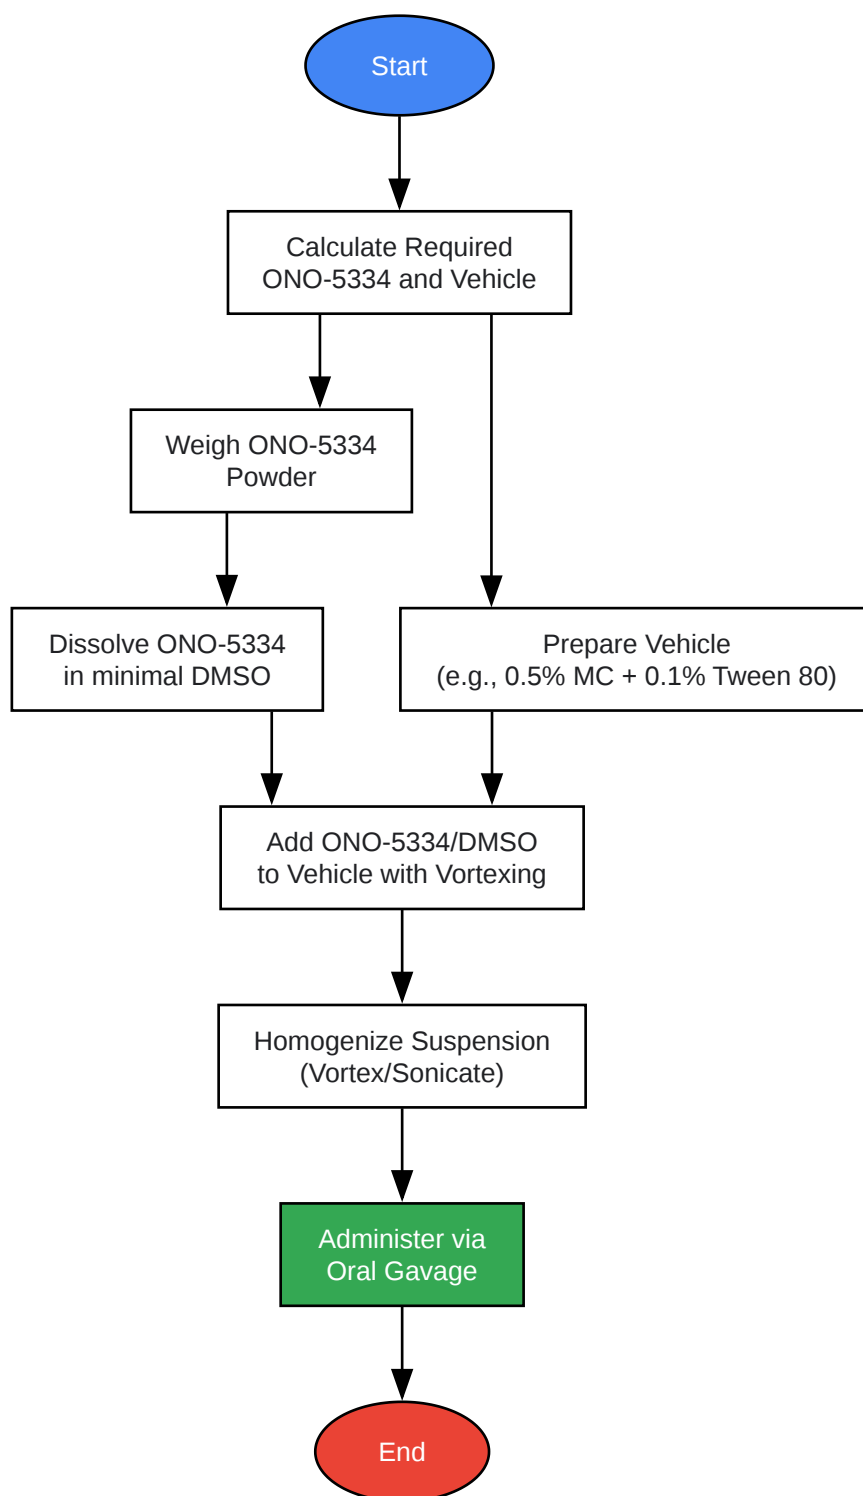 Start
Calculate Required
ONO-5334 and Vehicle
Weigh ONO-5334
Powder
Dissolve ONO-5334
in minimal DMSO
Prepare Vehicle
(e.g., 0.5% MC + 0.1% Tween 80)
Add ONO-5334/DMSO
to Vehicle with Vortexing
Homogenize Suspension
(Vortex/Sonicate)
Administer via
Oral Gavage
End